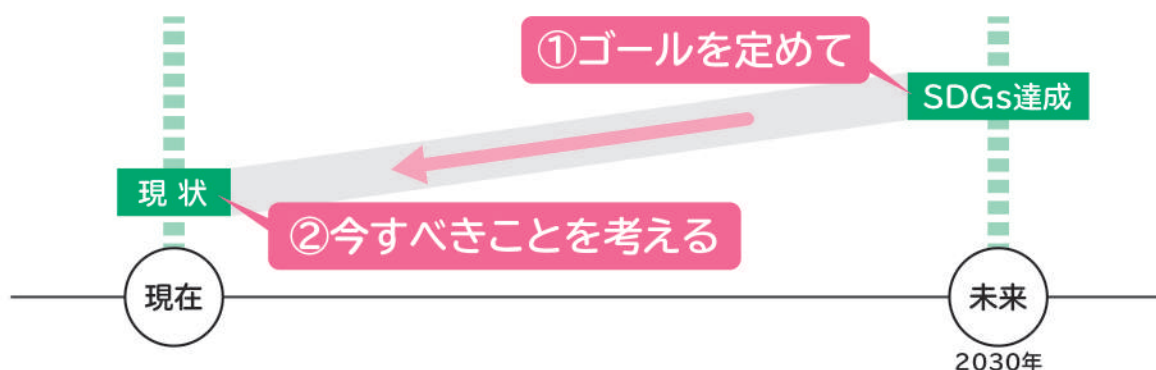 ①ゴールを定めて
SDGs達成
現状
②今すべきことを考える
現在
未来
2030年